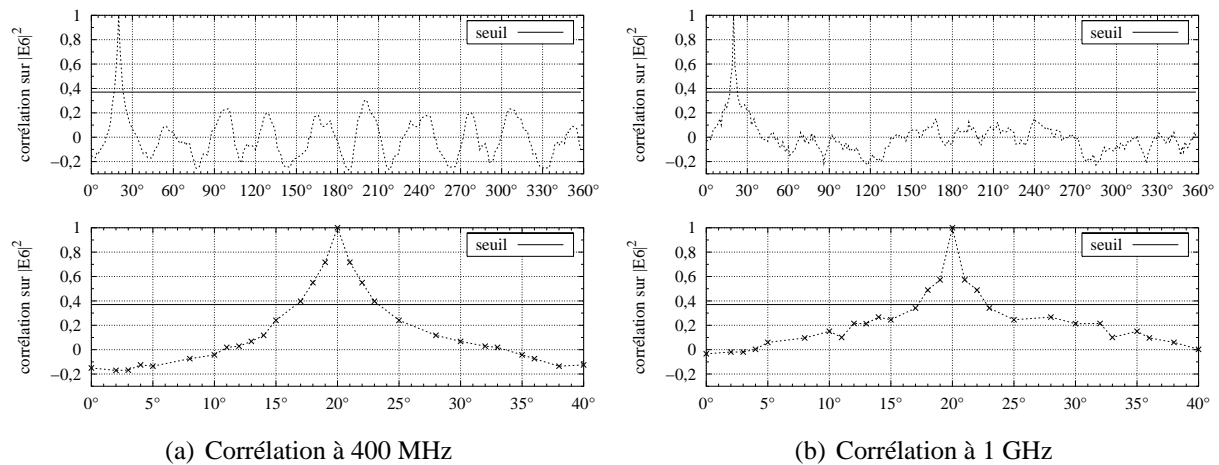 corrélation sur |E6|²
1
0,8
0,6
0,4
0,2
0
−0,2
seuil
0° 30° 60° 90° 120° 150° 180° 210° 240° 270° 300° 330° 360°
corrélation sur |E6|²
1
0,8
0,6
0,4
0,2
0
−0,2
seuil
0° 30° 60° 90° 120° 150° 180° 210° 240° 270° 300° 330° 360°
corrélation sur |E6|²
1
0,8
0,6
0,4
0,2
0
−0,2
seuil
0° 5° 10° 15° 20° 25° 30° 35° 40°
corrélation sur |E6|²
1
0,8
0,6
0,4
0,2
0
−0,2
seuil
0° 5° 10° 15° 20° 25° 30° 35° 40°
(a) Corrélation à 400 MHz
(b) Corrélation à 1 GHz